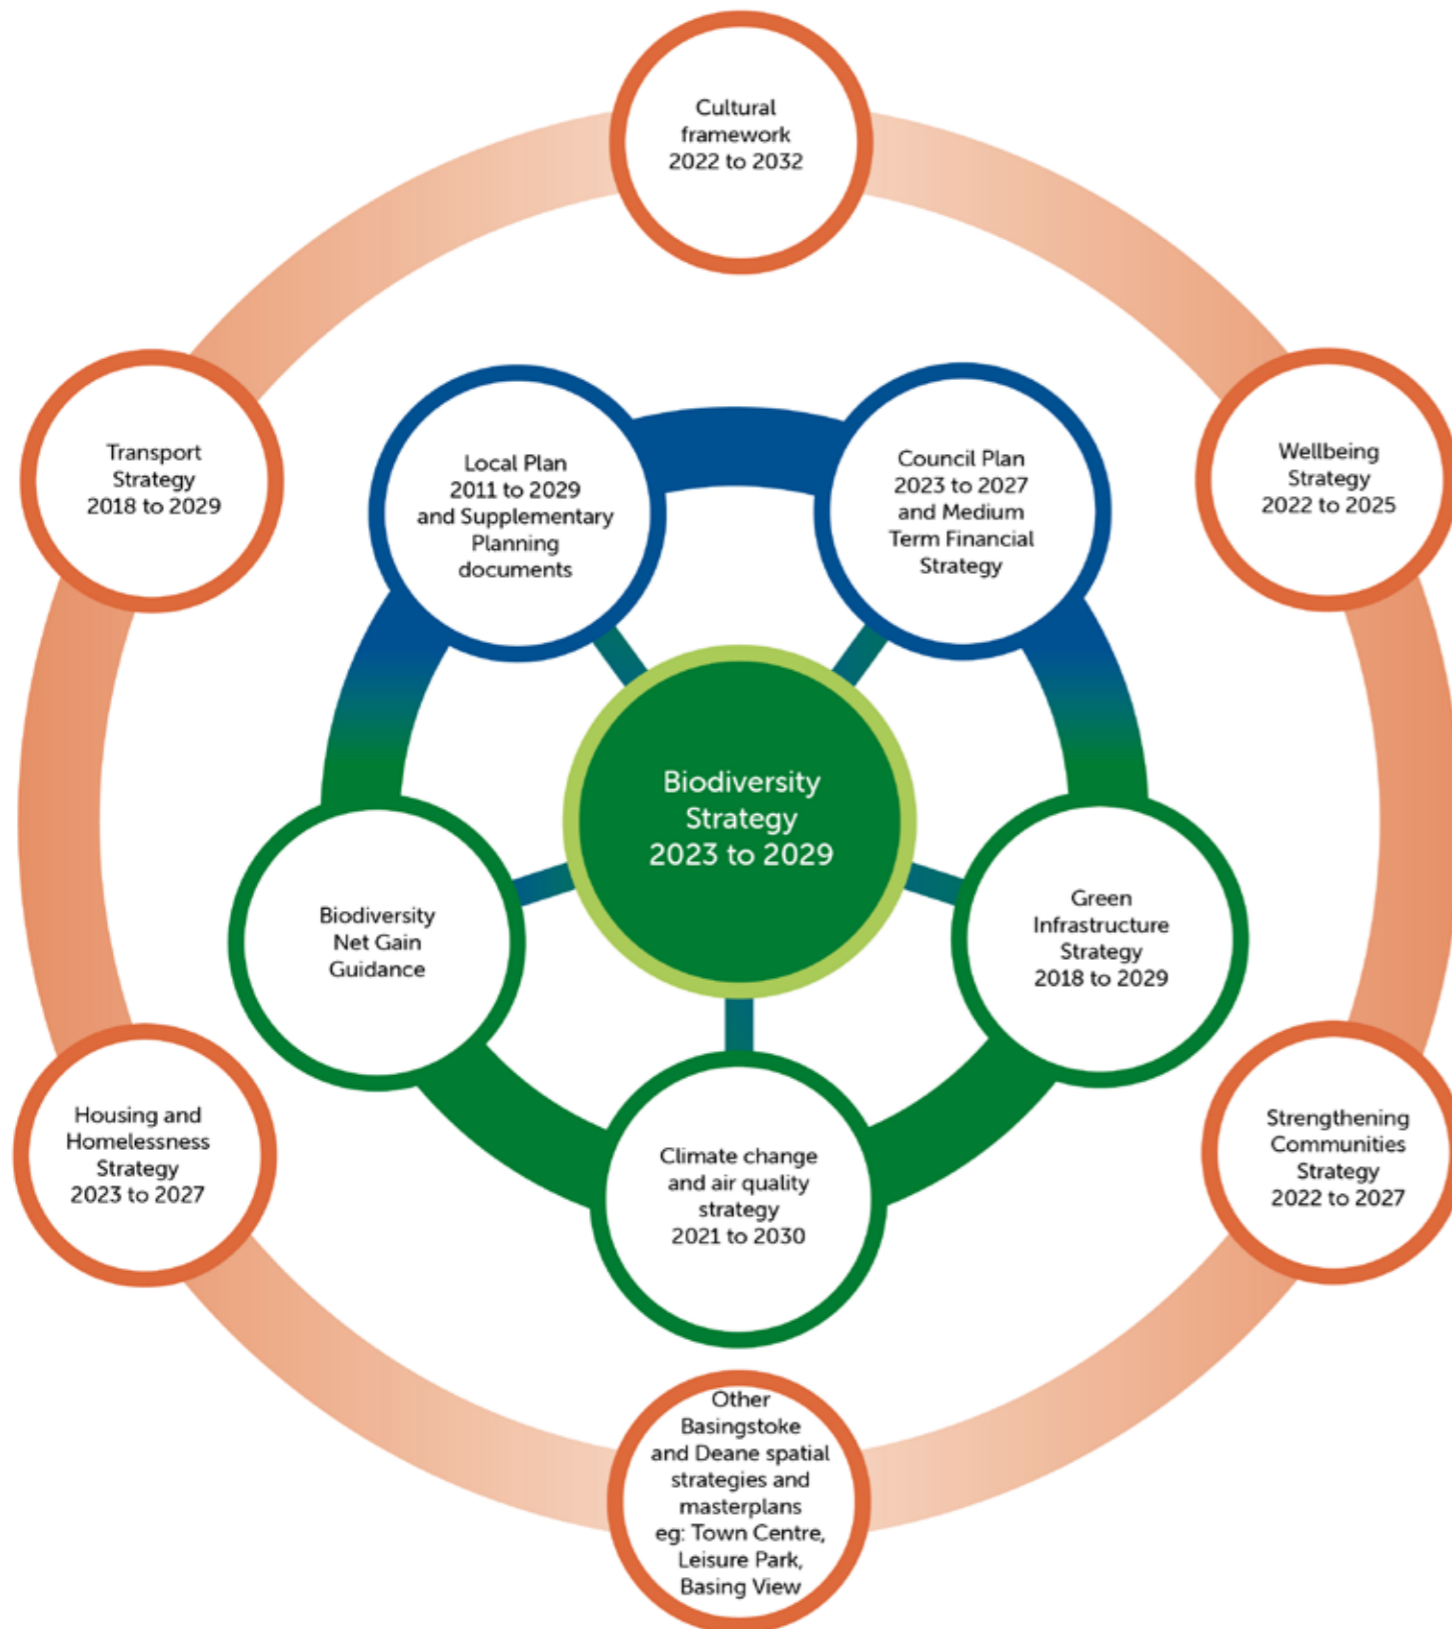 Cultural
framework
2022 to 2032
Transport
Strategy
2018 to 2029
Local Plan
2011 to 2029
and Supplementary
Planning
documents
Council Plan
2023 to 2027
and Medium
Term Financial
Strategy
Wellbeing
Strategy
2022 to 2025
Biodiversity
Strategy
2023 to 2029
Biodiversity
Net Gain
Guidance
Green
Infrastructure
Strategy
2018 to 2029
Housing and
Homelessness
Strategy
2023 to 2027
Climate change
and air quality
strategy
2021 to 2030
Strengthening
Communities
Strategy
2022 to 2027
Other
Basingstoke
and Deane spatial
strategies and
masterplans
eg: Town Centre,
Leisure Park,
Basing View